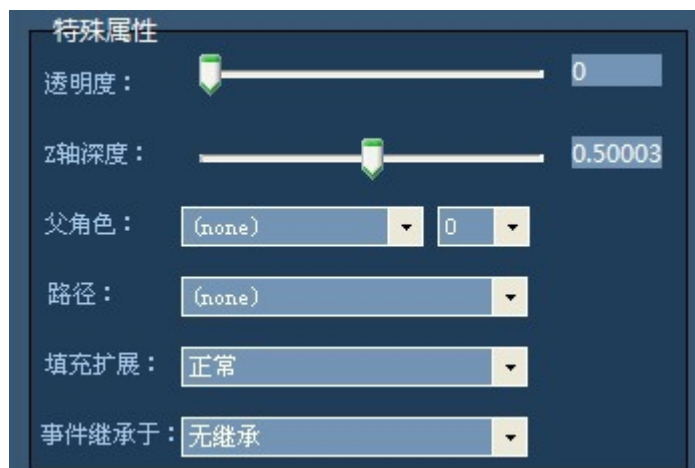 特殊属性
透明度： 0
z轴深度： 0.50003
父角色： (none) 0
路径： (none)
填充扩展： 正常
事件继承于： 无继承